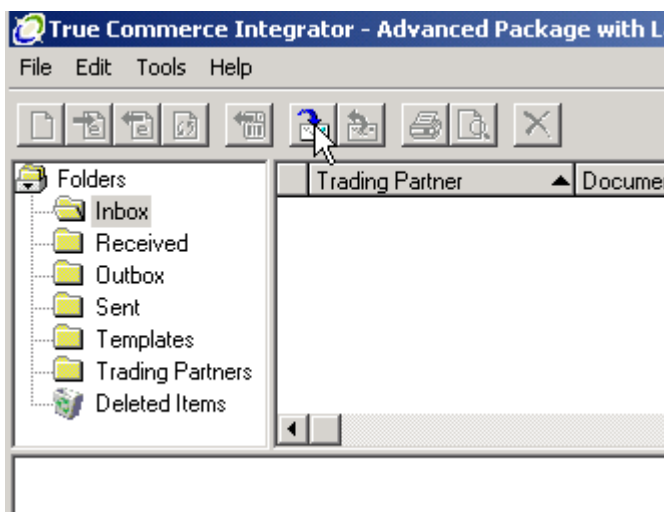 True Commerce Integrator - Advanced Package with L
File Edit Tools Help
Folders
Inbox
Received
Outbox
Sent
Templates
Trading Partners
Deleted Items
Trading Partner Docume